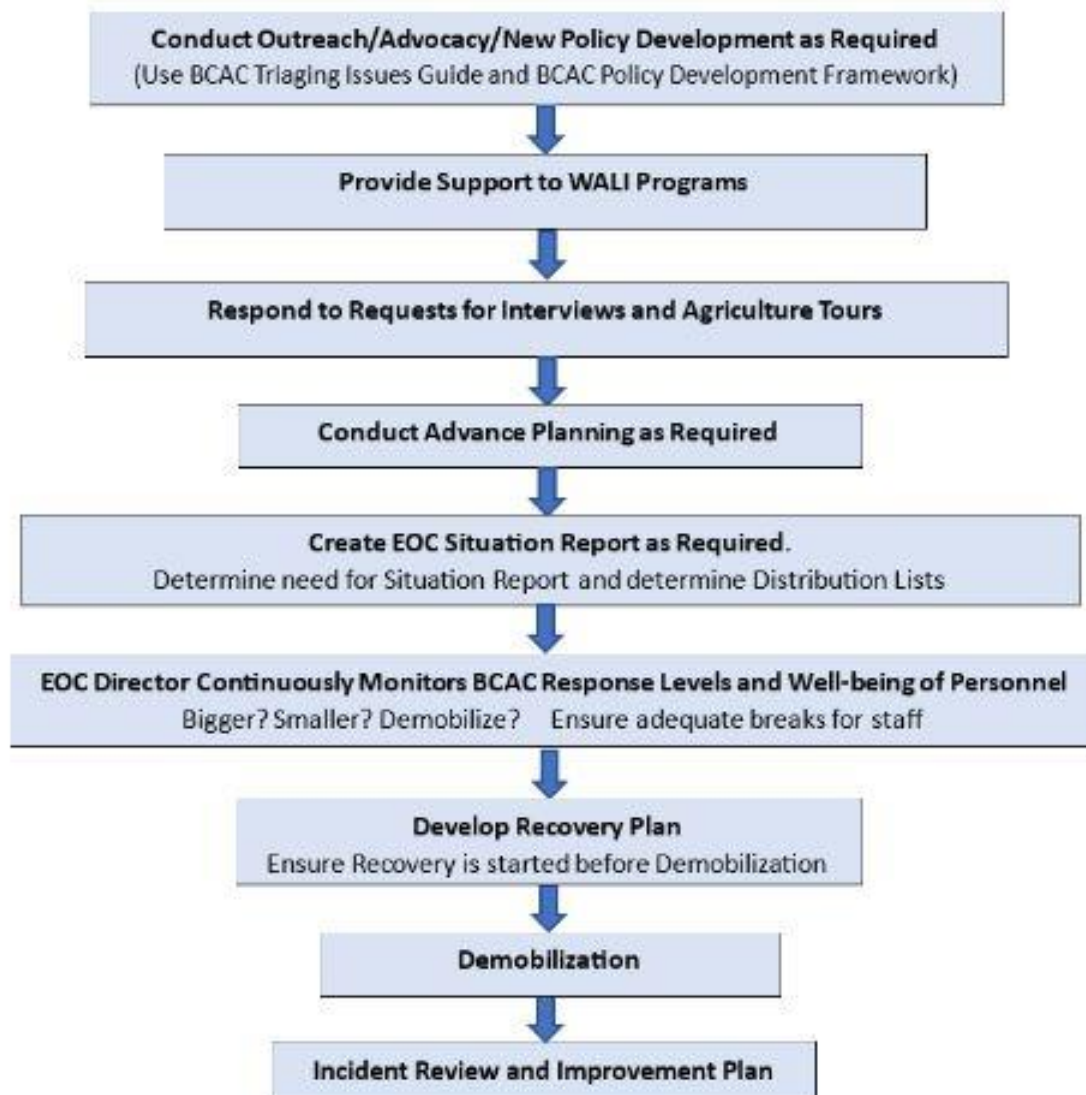 Conduct Outreach/Advocacy/New Policy Development as Required
(Use BCAC Triaging Issues Guide and BCAC Policy Development Framework)
Provide Support to WALI Programs
Respond to Requests for Interviews and Agriculture Tours
Conduct Advance Planning as Required
Create EOC Situation Report as Required.
Determine need for Situation Report and determine Distribution Lists
EOC Director Continuously Monitors BCAC Response Levels and Well-being of Personnel
Bigger? Smaller? Demobilize? Ensure adequate breaks for staff
Develop Recovery Plan
Ensure Recovery is started before Demobilization
Demobilization
Incident Review and Improvement Plan